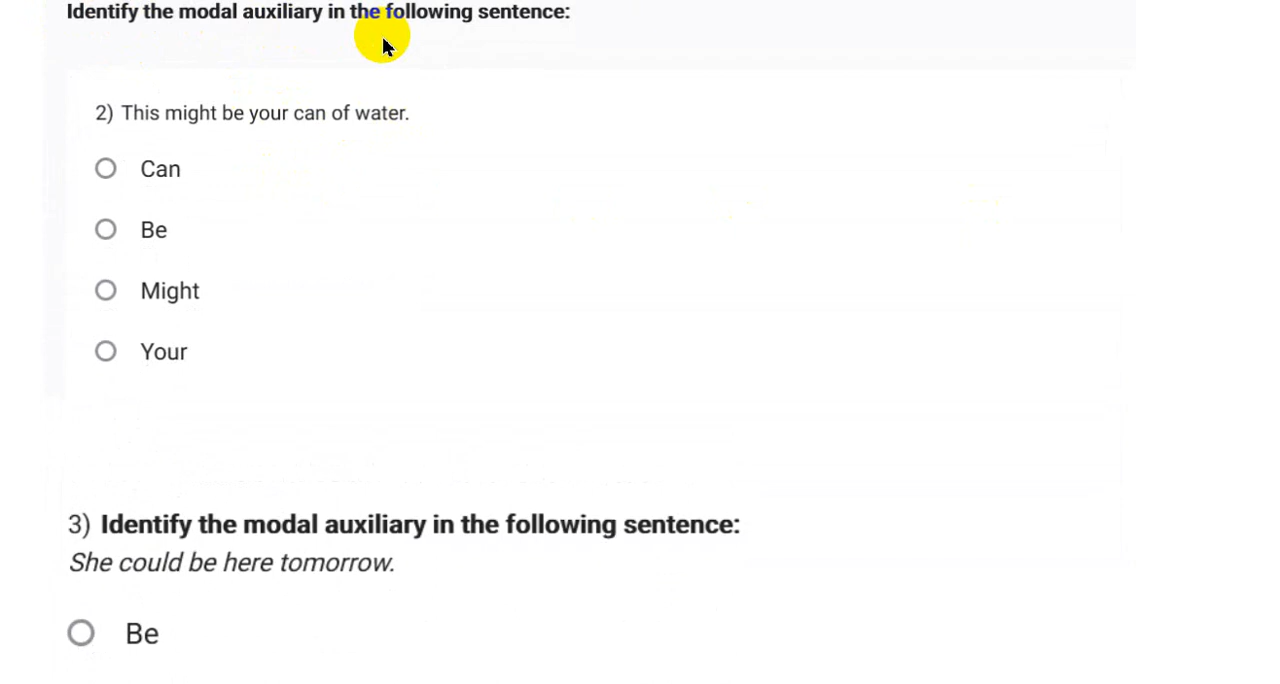 Identify the modal auxiliary in the following sentence:
2) This might be your can of water.
Can
Be
Might
Your
3) Identify the modal auxiliary in the following sentence:
She could be here tomorrow.
Be